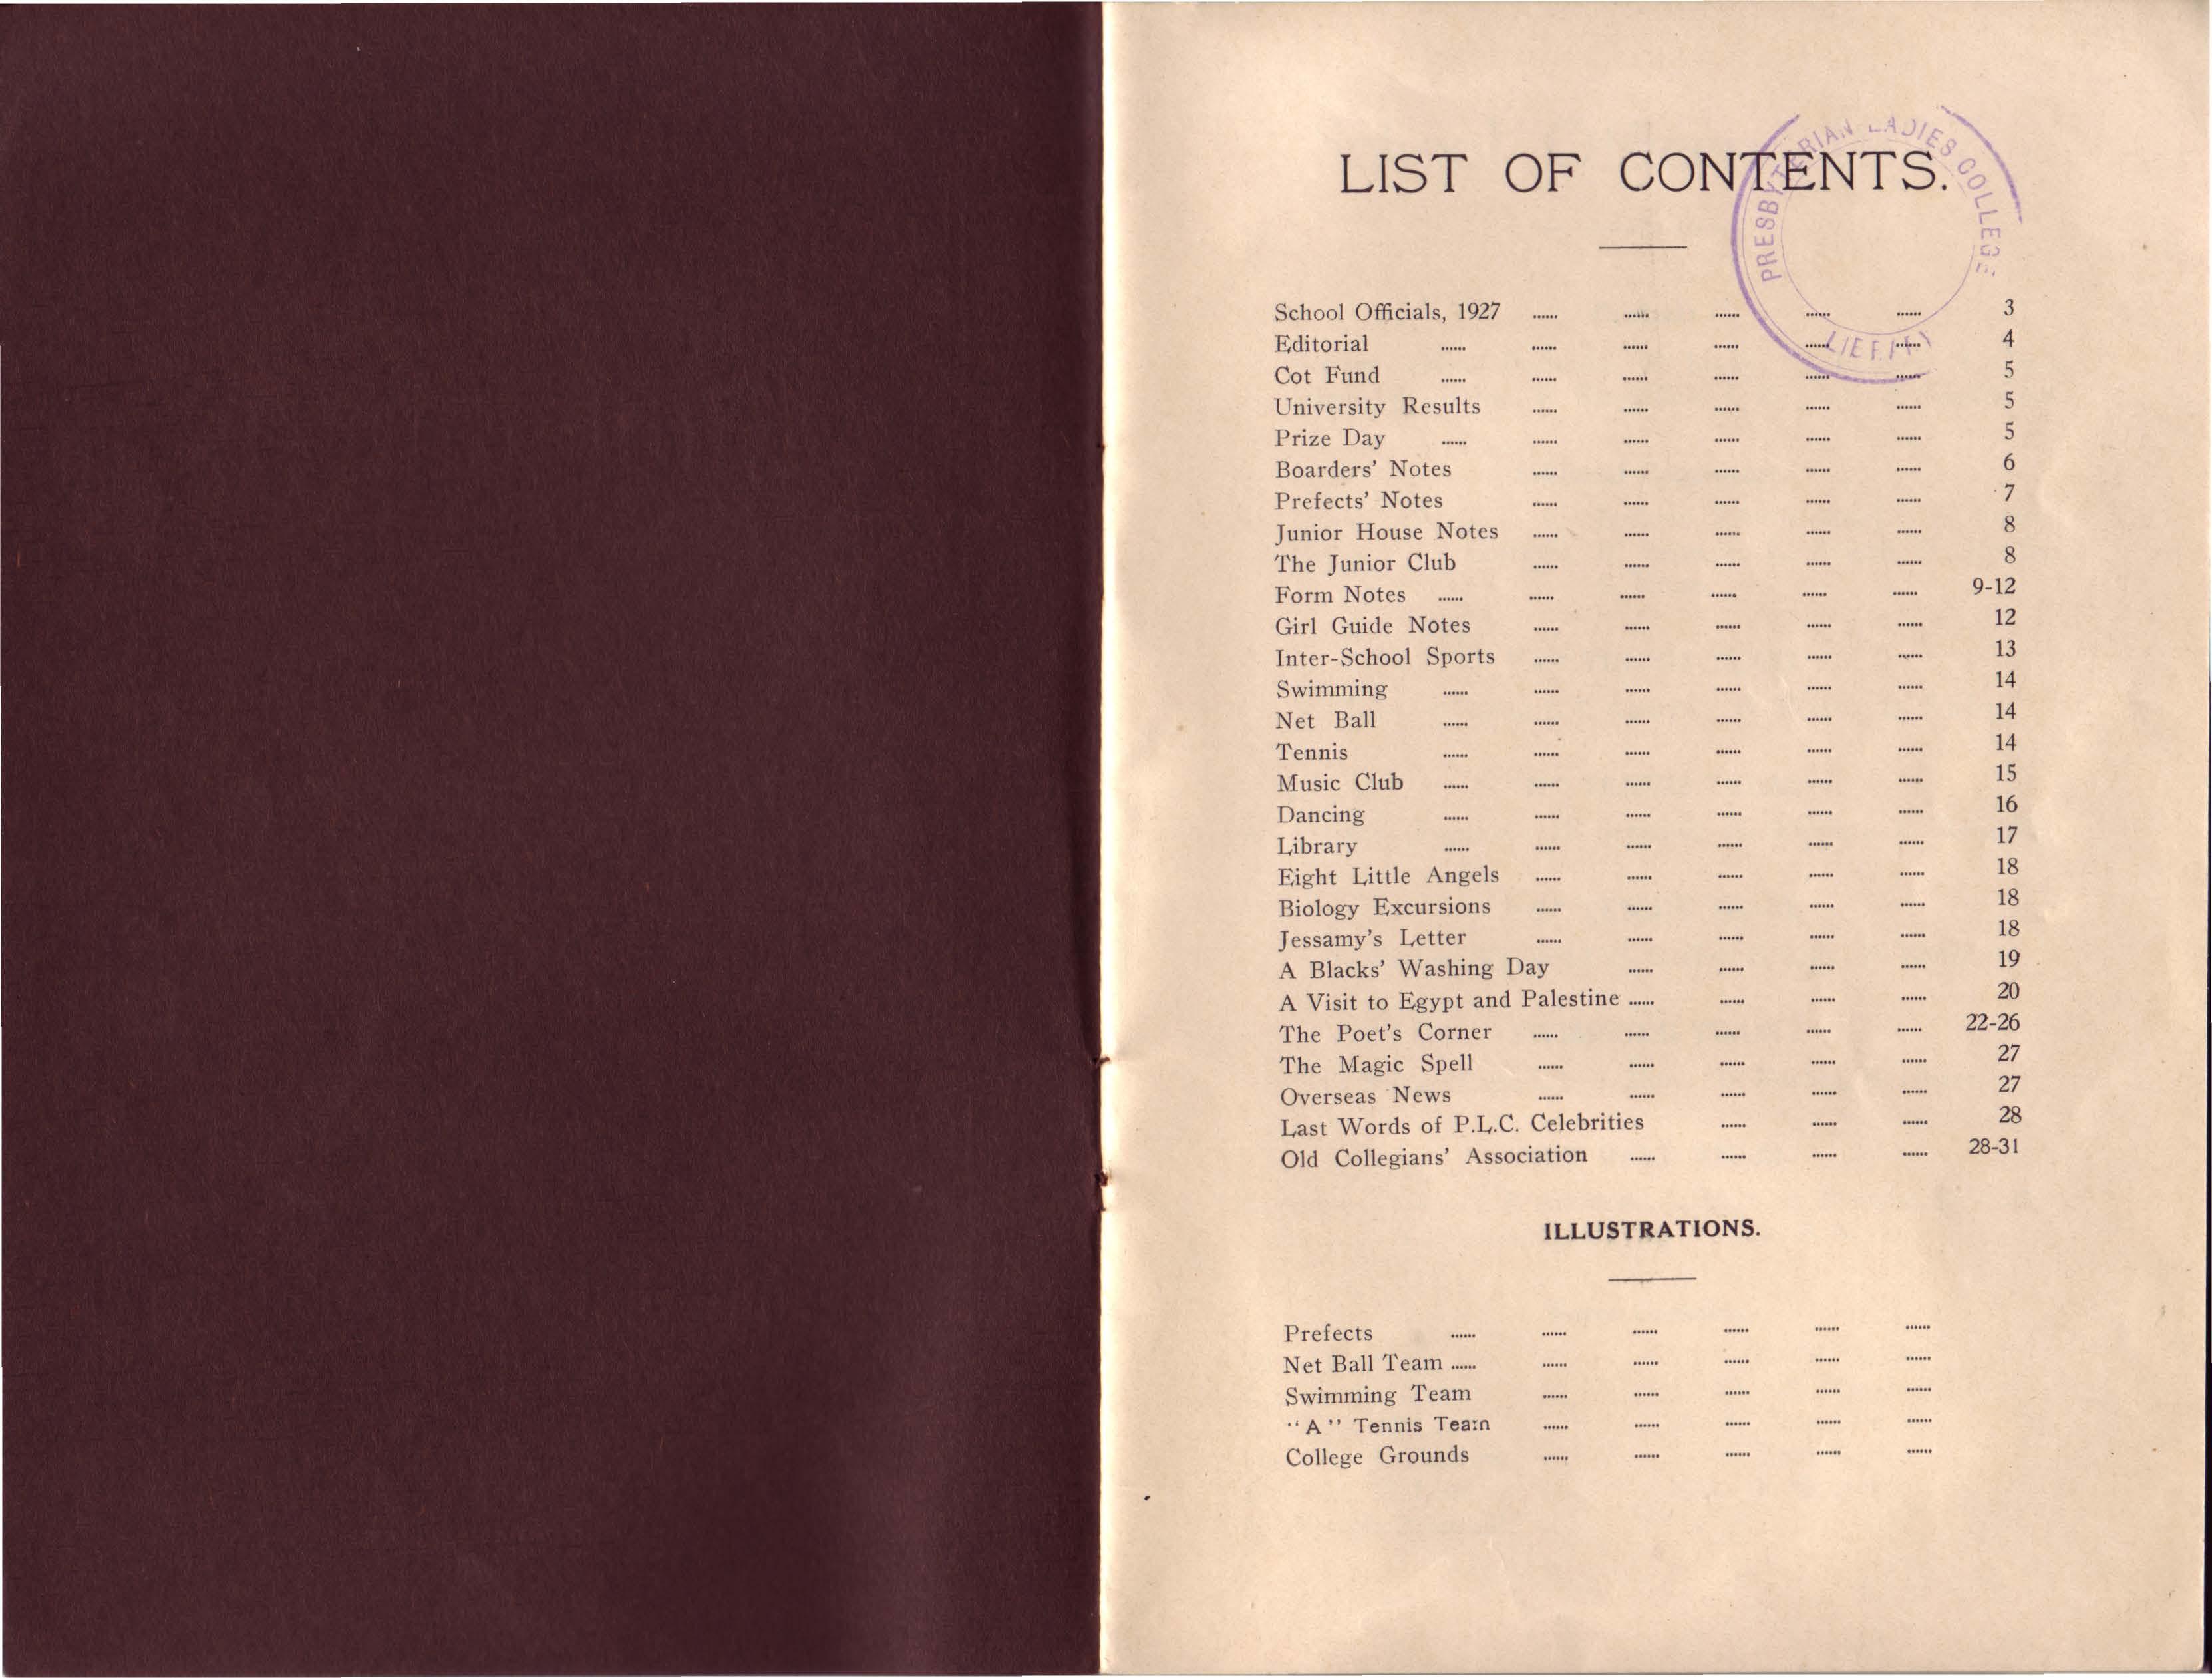 LIST OF CONTENTS.
PRESBYTERIAN LADIES COLLEGE
School Officials, 1927 ...... ...... ...... ...... ...... 3
Editorial ...... ...... ...... ...... ...... ...... 4
Cot Fund ...... ...... ...... ...... ...... ...... 5
University Results ...... ...... ...... ...... ...... 5
Prize Day ...... ...... ...... ...... ...... ...... 5
Boarders' Notes ...... ...... ...... ...... ...... 6
Prefects' Notes ...... ...... ...... ...... ...... 7
Junior House Notes ...... ...... ...... ...... ...... 8
The Junior Club ...... ...... ...... ...... ...... 8
Form Notes ...... ...... ...... ...... ...... ...... 9-12
Girl Guide Notes ...... ...... ...... ...... ...... 12
Inter-School Sports ...... ...... ...... ...... ...... 13
Swimming ...... ...... ...... ...... ...... ...... 14
Net Ball ...... ...... ...... ...... ...... ...... 14
Tennis ...... ...... ...... ...... ...... ...... 14
Music Club ...... ...... ...... ...... ...... ...... 15
Dancing ...... ...... ...... ...... ...... ...... 16
Library ...... ...... ...... ...... ...... ...... 17
Eight Little Angels ...... ...... ...... ...... ...... 18
Biology Excursions ...... ...... ...... ...... ...... 18
Jessamy's Letter ...... ...... ...... ...... ...... 18
A Blacks' Washing Day ...... ...... ...... ...... 19
A Visit to Egypt and Palestine ...... ...... ...... ...... 20
The Poet's Corner ...... ...... ...... ...... ...... 22-26
The Magic Spell ...... ...... ...... ...... ...... 27
Overseas News ...... ...... ...... ...... ...... 27
Last Words of P.L.C. Celebrities ...... ...... ...... 28
Old Collegians' Association ...... ...... ...... ...... 28-31
ILLUSTRATIONS.
Prefects ...... ...... ...... ...... ...... ......
Net Ball Team ...... ...... ...... ...... ...... ......
Swimming Team ...... ...... ...... ...... ......
"A" Tennis Team ...... ...... ...... ...... ......
College Grounds ...... ...... ...... ...... ......